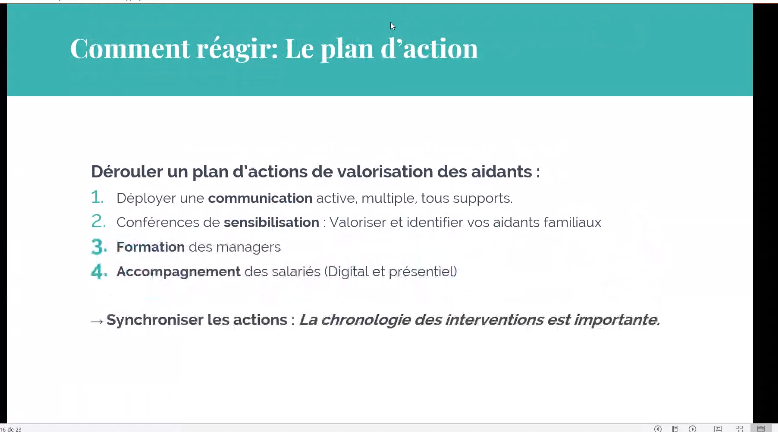 Comment réagir: Le plan d'action
Dérouler un plan d'actions de valorisation des aidants :
1. Déployer une communication active, multiple, tous supports.
2. Conférences de sensibilisation : Valoriser et identifier vos aidants familiaux
3. Formation des managers
4. Accompagnement des salariés (Digital et présentiel)
→ Synchroniser les actions : La chronologie des interventions est importante.